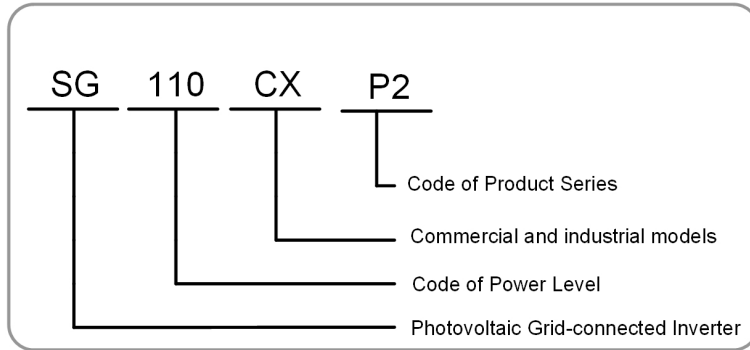 SG 110 CX P2
Code of Product Series
Commercial and industrial models
Code of Power Level
Photovoltaic Grid-connected Inverter